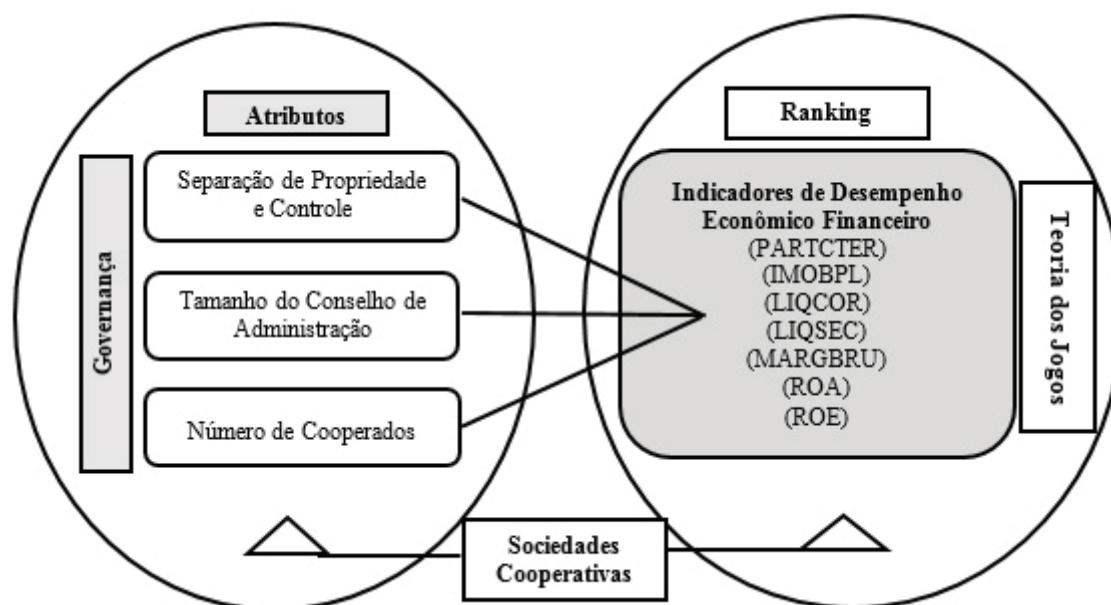 Atributos
Governança
Separação de Propriedade
e Controle
Tamanho do Conselho de
Administração
Número de Cooperados
Ranking
Indicadores de Desempenho
Econômico Financeiro
(PARTCTER)
(IMOBPL)
(LIQCOR)
(LIQSEC)
(MARGBRU)
(ROA)
(ROE)
Teoria dos Jogos
Sociedades
Cooperativas